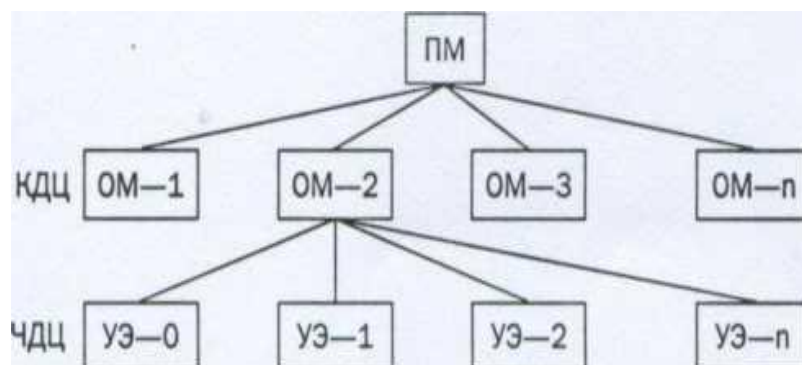 ПМ
КДЦ ОМ—1 ОМ—2 ОМ—3 ОМ—n
ЧДЦ УЭ—0 УЭ—1 УЭ—2 УЭ—n